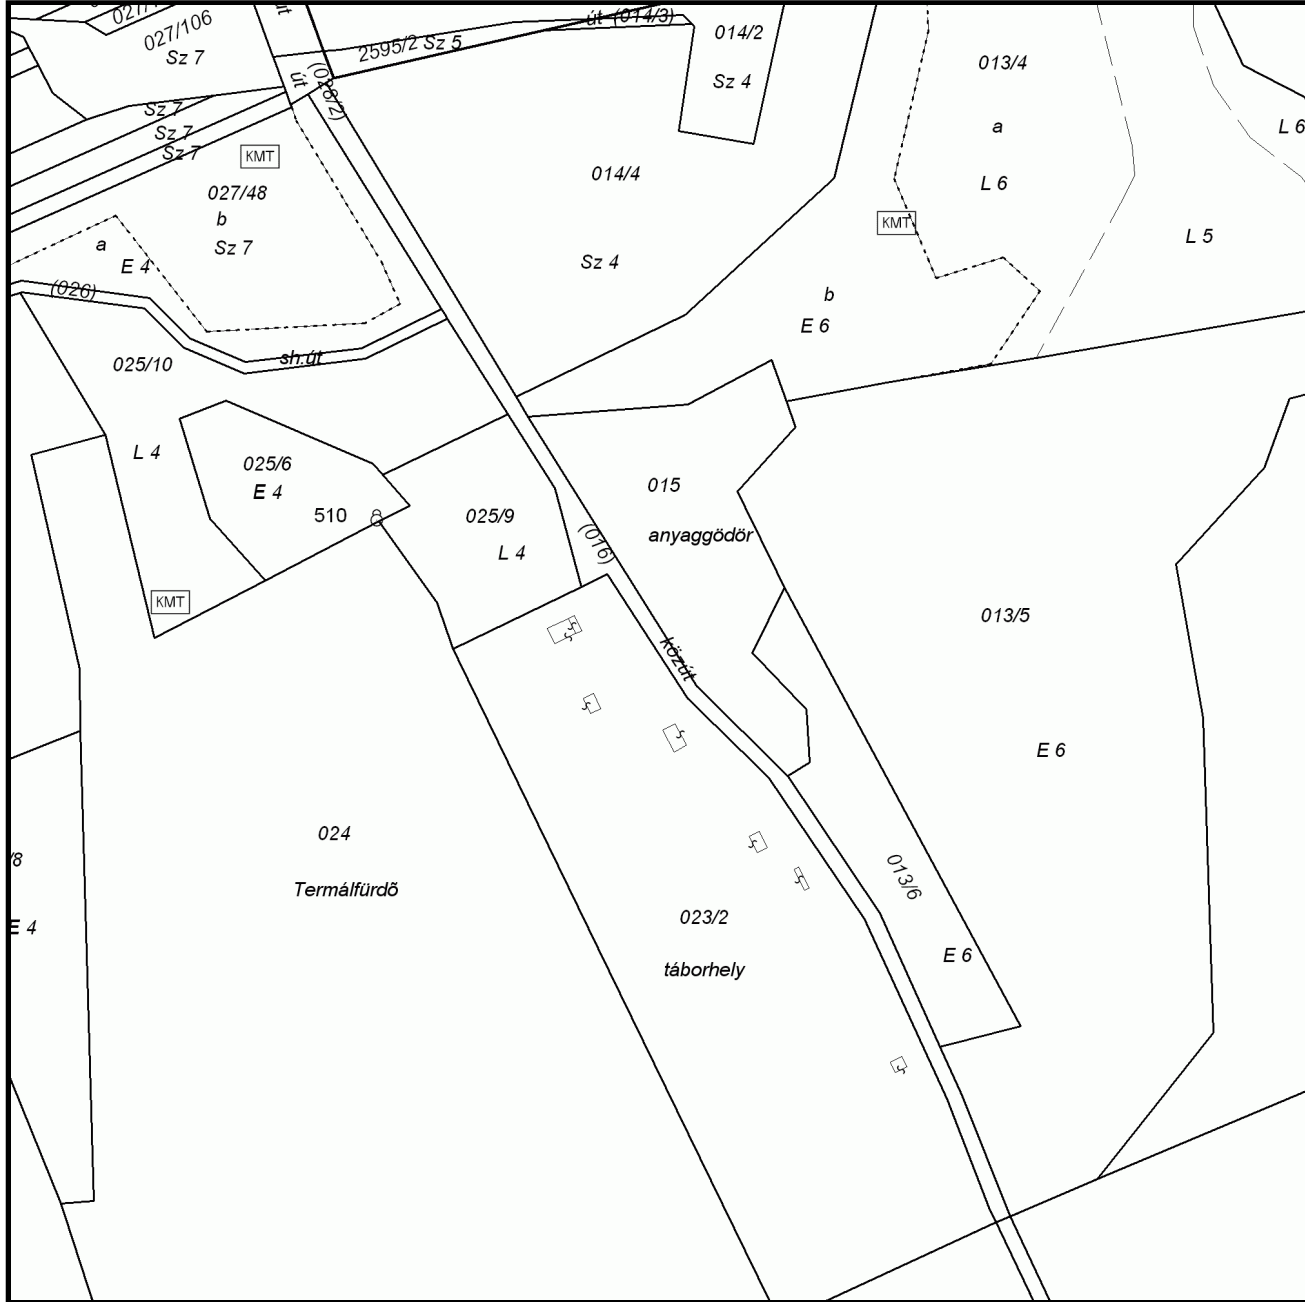 út
027/106
Sz 7
2595/2
Sz 5
út
(014/3)
014/2
Sz 4
013/4
a
L 6
L 6
L 5
út
(028/2)
Sz 7
Sz 7
Sz 7
KMT
027/48
b
Sz 7
a
E 4
014/4
Sz 4
KMT
b
E 6
(026)
sh.út
025/10
L 4
025/6
E 4
510
025/9
L 4
015
anyaggödör
(016)
KMT
013/5
E 6
közút
024
Termálfürdõ
/8
E 4
013/6
E 6
023/2
táborhely